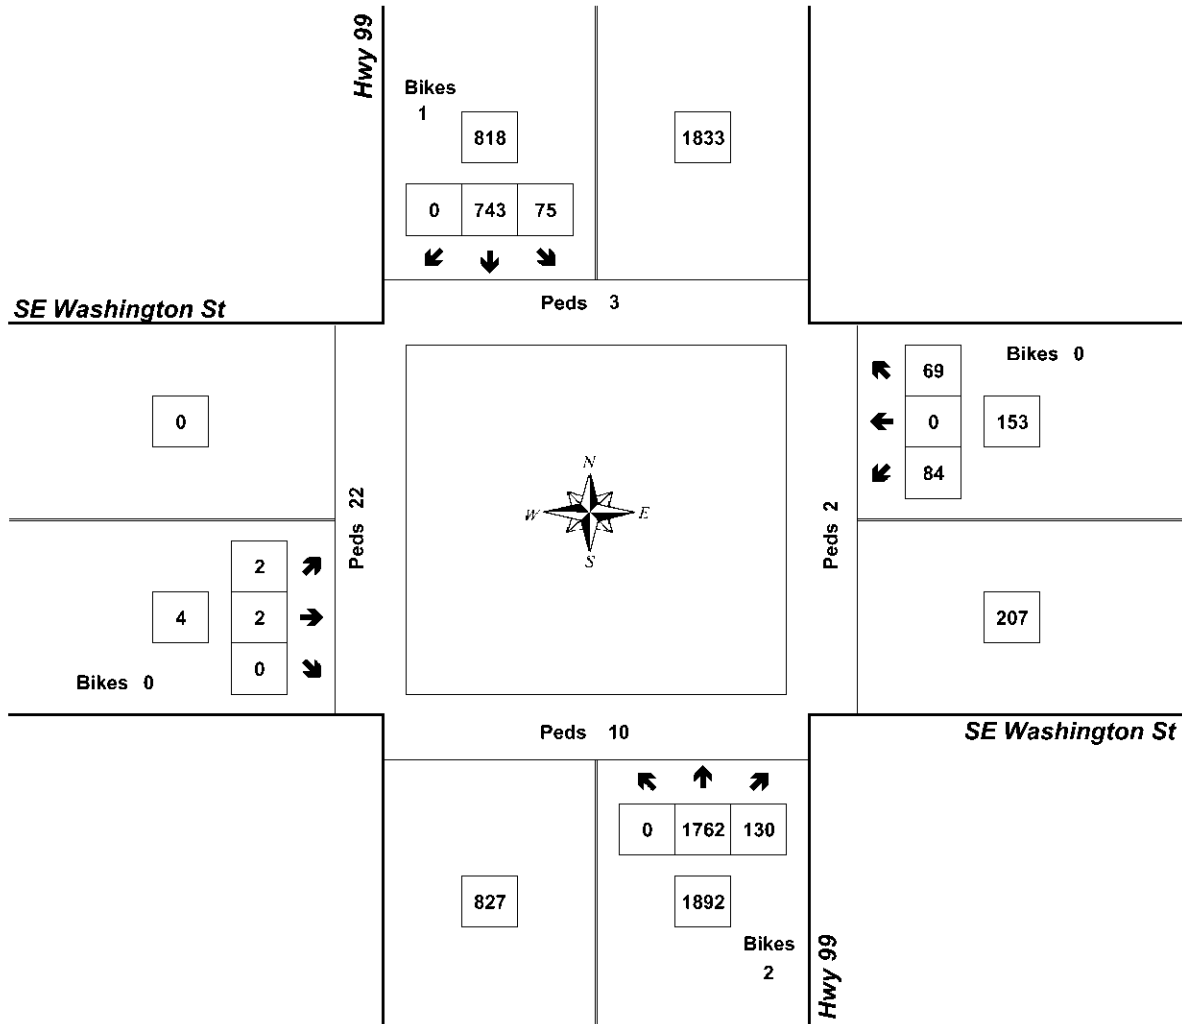 Hwy 99
Bikes
1
818
1833
0 743 75
SE Washington St
Peds 3
Bikes 0
69
0
0
153
84
N
W E
S
Peds 22
Peds 2
2
4
2
207
0
Bikes 0
Peds 10
SE Washington St
0 1762 130
827
1892
Bikes
2
Hwy 99